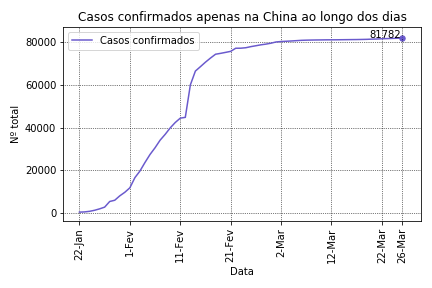 Casos confirmados apenas na China ao longo dos dias
Casos confirmados
81782
80000
60000
40000
20000
0
Nº total
22-Jan
1-Fev
11-Fev
21-Fev
2-Mar
12-Mar
22-Mar
26-Mar
Data